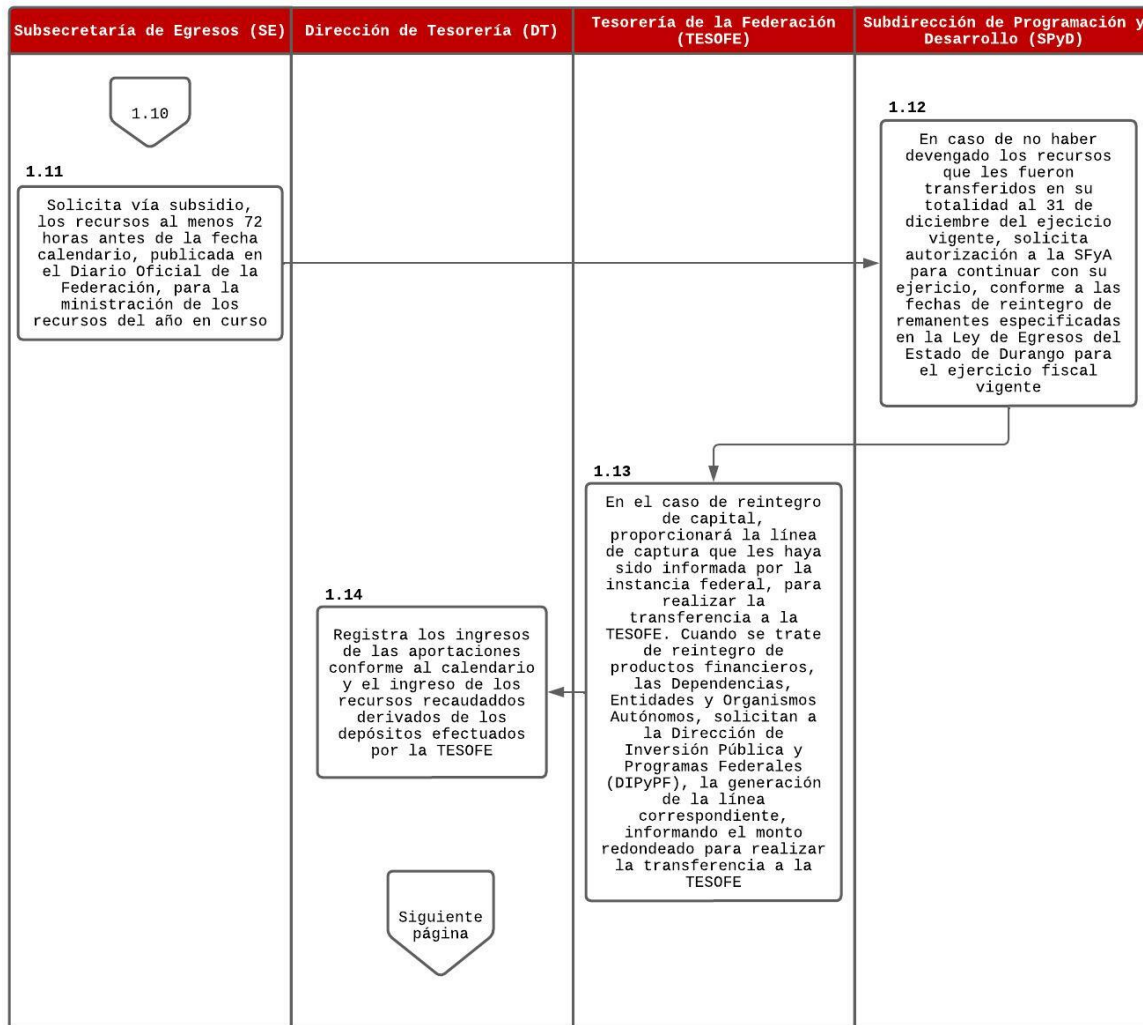 Subsecretaría de Egresos (SE)
Dirección de Tesorería (DT)
Tesorería de la Federación
(TESOFE)
Subdirección de Programación y
Desarrollo (SPyD)
1.10
1.11
Solicita vía subsidio,
los recursos al menos 72
horas antes de la fecha
calendario, publicada en
el Diario Oficial de la
Federación, para la
ministración de los
recursos del año en curso
1.12
En caso de no haber
devengado los recursos
que les fueron
transferidos en su
totalidad al 31 de
diciembre del ejecicio
vigente, solicita
autorización a la SFyA
para continuar con su
ejericio, conforme a las
fechas de reintegro de
remanentes especificadas
en la Ley de Egresos del
Estado de Durango para
el ejercicio fiscal
vigente
1.13
En el caso de reintegro
de capital,
proporcionará la línea
de captura que les haya
sido informada por la
instancia federal, para
realizar la
transferencia a la
TESOFE. Cuando se trate
de reintegro de
productos financieros,
las Dependencias,
Entidades y Organismos
Autónomos, solicitan a
la Dirección de
Inversión Pública y
Programas Federales
(DIPyPF), la generación
de la línea
correspondiente,
informando el monto
redondeado para realizar
la transferencia a la
TESOFE
1.14
Registra los ingresos
de las aportaciones
conforme al calendario
y el ingreso de los
recursos recaudaddos
derivados de los
depósitos efectuados
por la TESOFE
Siguiente
página